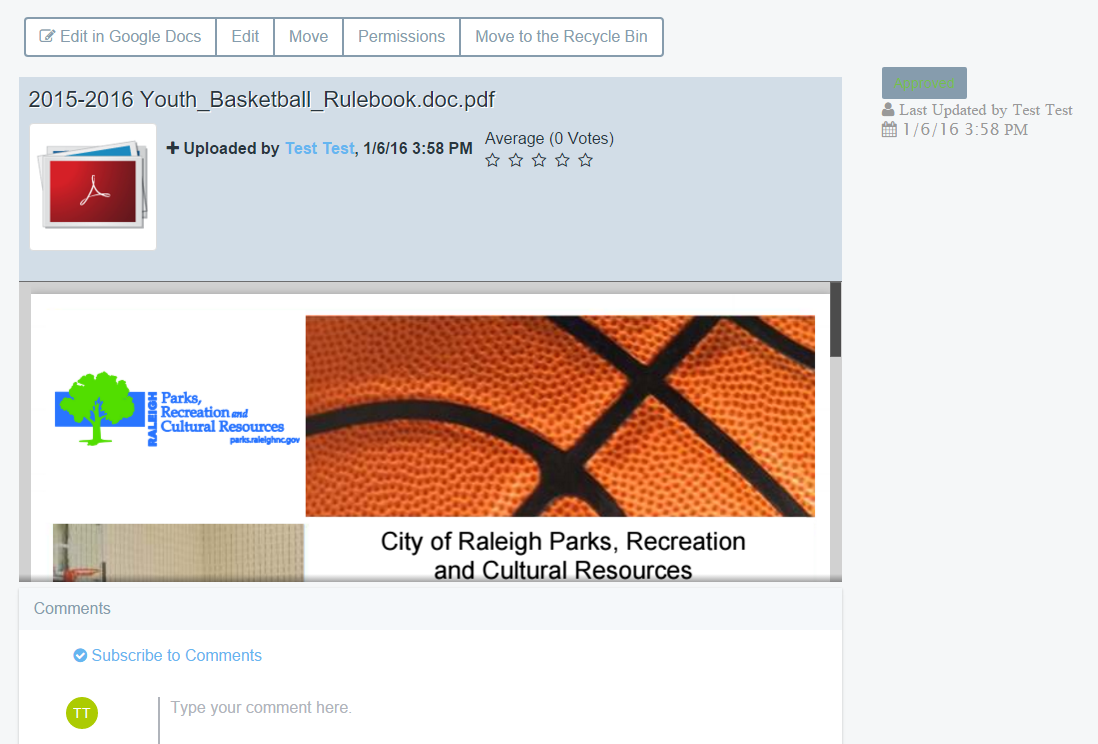 Edit in Google Docs Edit Move Permissions Move to the Recycle Bin
2015-2016 Youth_Basketball_Rulebook.doc.pdf
Uploaded by Test Test, 1/6/16 3:58 PM
Average (0 Votes)
Approved
Last Updated by Test Test
1/6/16 3:58 PM
RALEIGH
Parks,
Recreation and
Cultural Resources
parks.raleighnc.gov
City of Raleigh Parks, Recreation
and Cultural Resources
Comments
Subscribe to Comments
TT
Type your comment here.